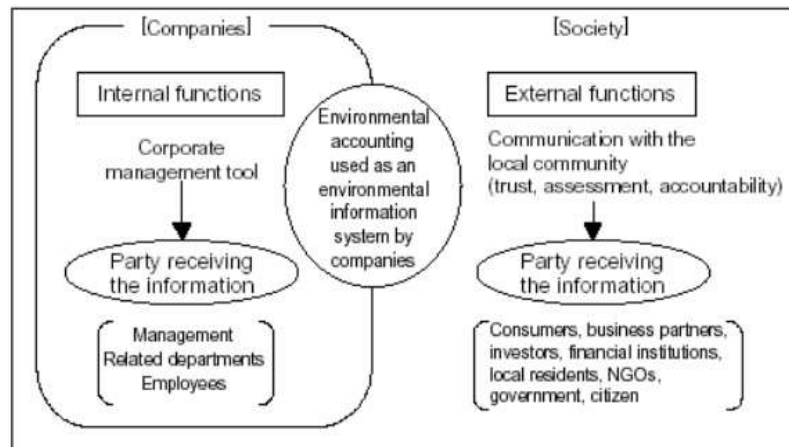 [Companies]
Internal functions
Corporate
management tool
Party receiving
the information
Management
Related departments
Employees
Environmental
accounting
used as an
environmental
information
system by
companies
[Society]
External functions
Communication with the
local community
(trust, assessment, accountability)
Party receiving
the information
Consumers, business partners,
investors, financial institutions,
local residents, NGOs,
government, citizen